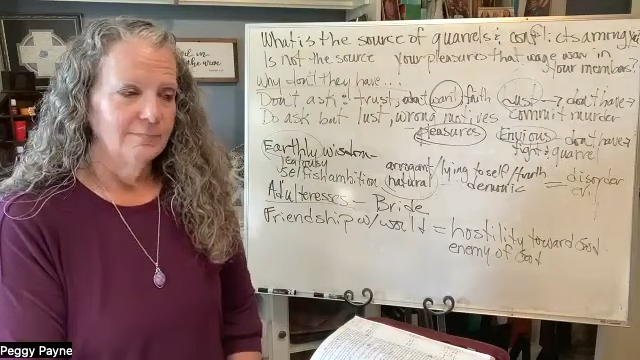 What is the source of quarrels & conflicts among you?
Is not the source your pleasures that wage war in your members?
Why don't they have...
Don't ask = trust, want faith Lust → don't have →
Do ask but lust, wrong motives commit murder
pleasures Envious don't have →
fight & quarrel
Earthly wisdom -
jealousy
selfish ambition arrogant/lying to self/truth = disorder
natural demonic evil
Adulteresses - Bride
Friendship w/ world = hostility toward God
enemy of God
Peggy Payne